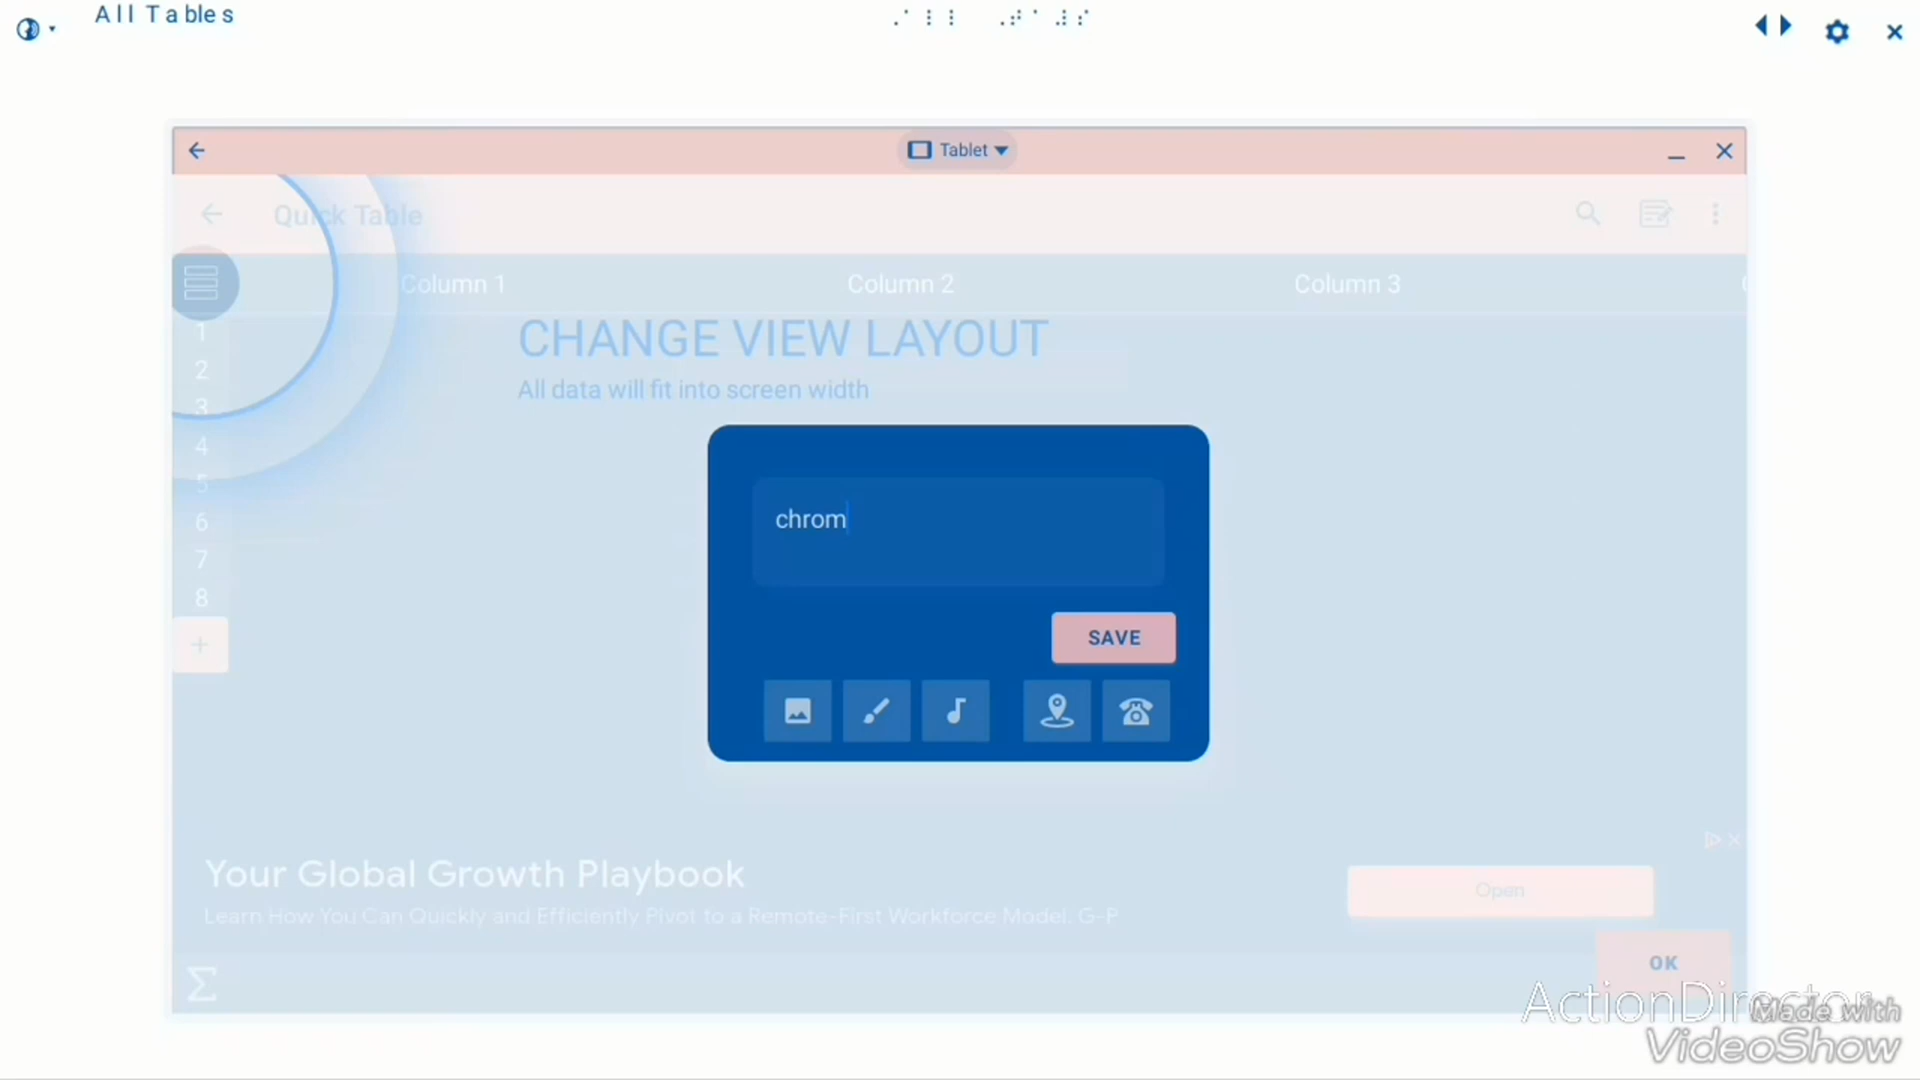 All Tables
⠠⠁⠇⠇ ⠠⠞⠁⠼⠎
Tablet
Quick Table
Column 1 Column 2 Column 3
1
CHANGE VIEW LAYOUT
2
All data will fit into screen width
3
4
5
chrom
6
7
8
SAVE
+
Your Global Growth Playbook
Open
Learn How You Can Quickly and Efficiently Pivot to a Remote-First Workforce Model. G-P
OK
Σ
ActionDirector
Made with
VideoShow